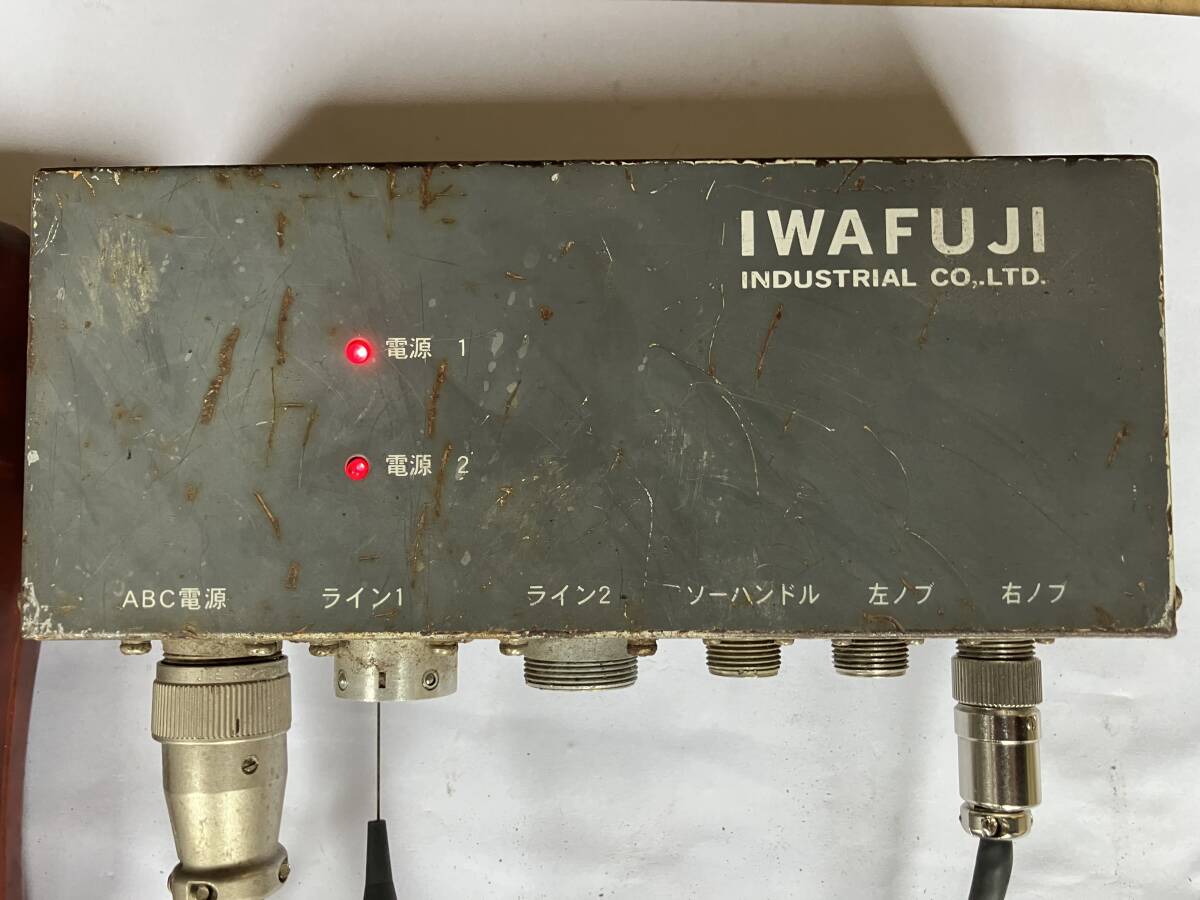 IWAFUJI
INDUSTRIAL CO,.LTD.
電源 1
電源 2
ABC電源 ライン1 ライン2 ソーハンドル 左ノブ 右ノブ